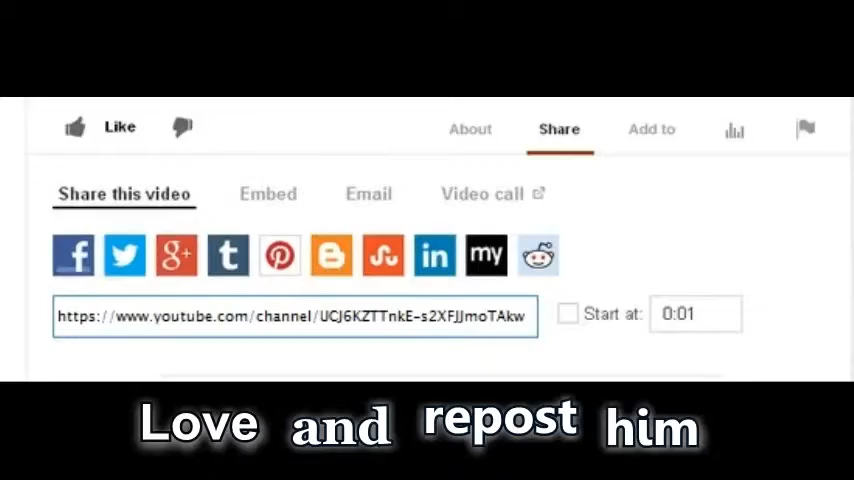 Like About Share Add to
Share this video Embed Email Video call
f g+ t B in my
https://www.youtube.com/channel/UCJ6KZTTnkE-s2XFJJmoTAkw Start at: 0:01
Love and repost him